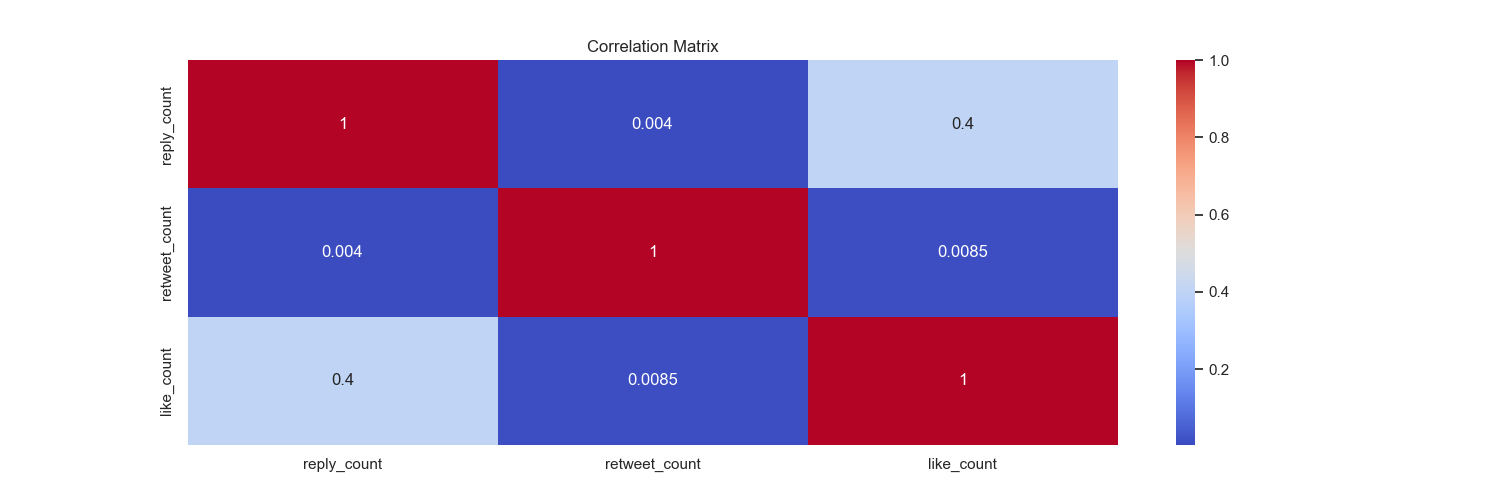 Correlation Matrix
reply_count
1
0.004
0.4
retweet_count
0.004
1
0.0085
like_count
0.4
0.0085
1
reply_count
retweet_count
like_count
1.0
0.8
0.6
0.4
0.2